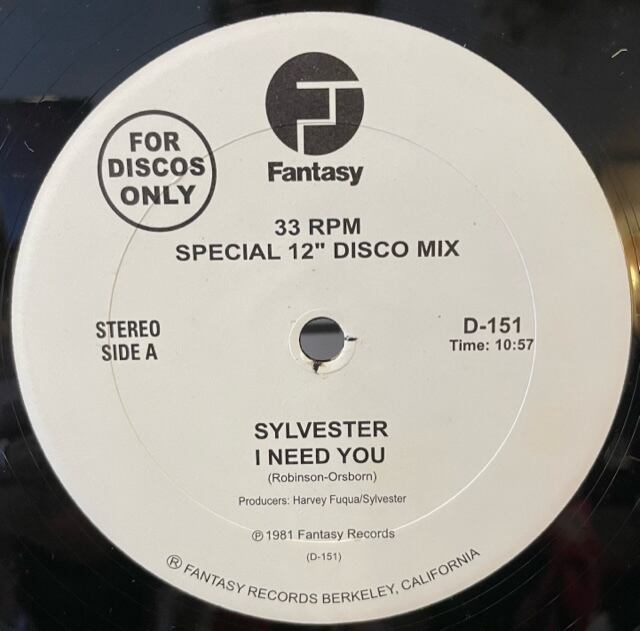 Fantasy
FOR
DISCOS
ONLY
33 RPM
SPECIAL 12" DISCO MIX
STEREO
SIDE A
D-151
Time: 10:57
SYLVESTER
I NEED YOU
(Robinson-Orsborn)
Producers: Harvey Fuqua/Sylvester
℗ 1981 Fantasy Records
(D-151)
® FANTASY RECORDS BERKELEY, CALIFORNIA